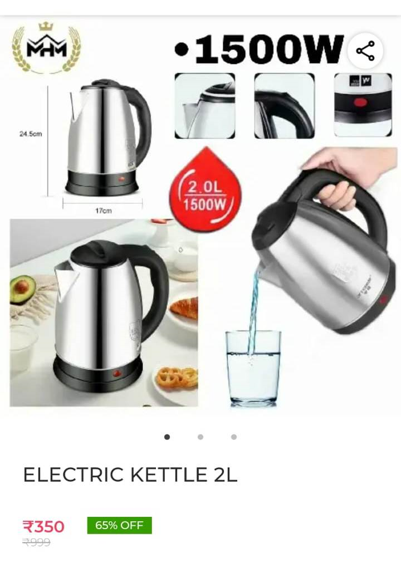 MHM
•1500W
24.5cm
17cm
2.0L
1500W
ELECTRIC KETTLE 2L
₹350
65% OFF
₹999